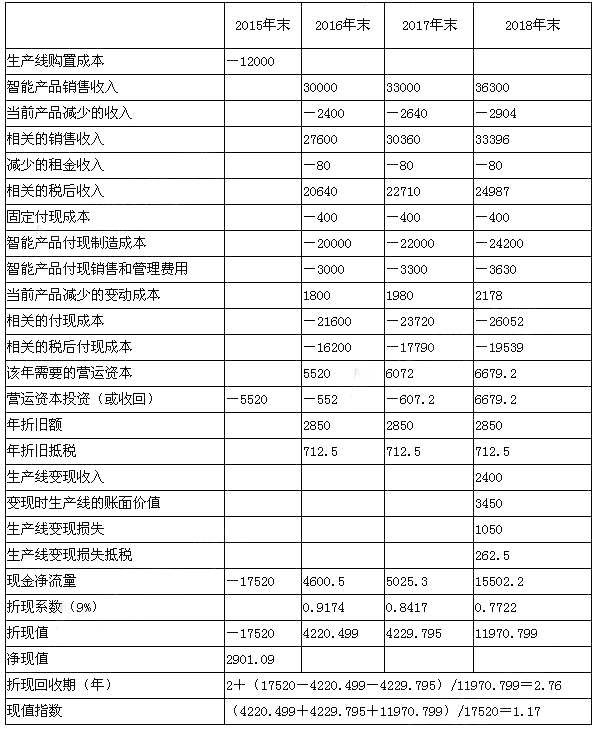 2015年末 2016年末 2017年末 2018年末
生产线购置成本 —12000
智能产品销售收入 30000 33000 36300
当前产品减少的收入 —2400 —2640 —2904
相关的销售收入 27600 30360 33396
减少的租金收入 —80 —80 —80
相关的税后收入 20640 22710 24987
固定付现成本 —400 —400 —400
智能产品付现制造成本 —20000 —22000 —24200
智能产品付现销售和管理费用 —3000 —3300 —3630
当前产品减少的变动成本 1800 1980 2178
相关的付现成本 —21600 —23720 —26052
相关的税后付现成本 —16200 —17790 —19539
该年需要的营运资本 5520 6072 6679.2
营运资本投资（或收回） —5520 —552 —607.2 6679.2
年折旧额 2850 2850 2850
年折旧抵税 712.5 712.5 712.5
生产线变现收入 2400
变现时生产线的账面价值 3450
生产线变现损失 1050
生产线变现损失抵税 262.5
现金净流量 —17520 4600.5 5025.3 15502.2
折现系数（9%） 0.9174 0.8417 0.7722
折现值 —17520 4220.499 4229.795 11970.799
净现值 2901.09
折现回收期（年） 2＋（17520—4220.499—4229.795）/11970.799＝2.76
现值指数 （4220.499＋4229.795＋11970.799）/17520＝1.17